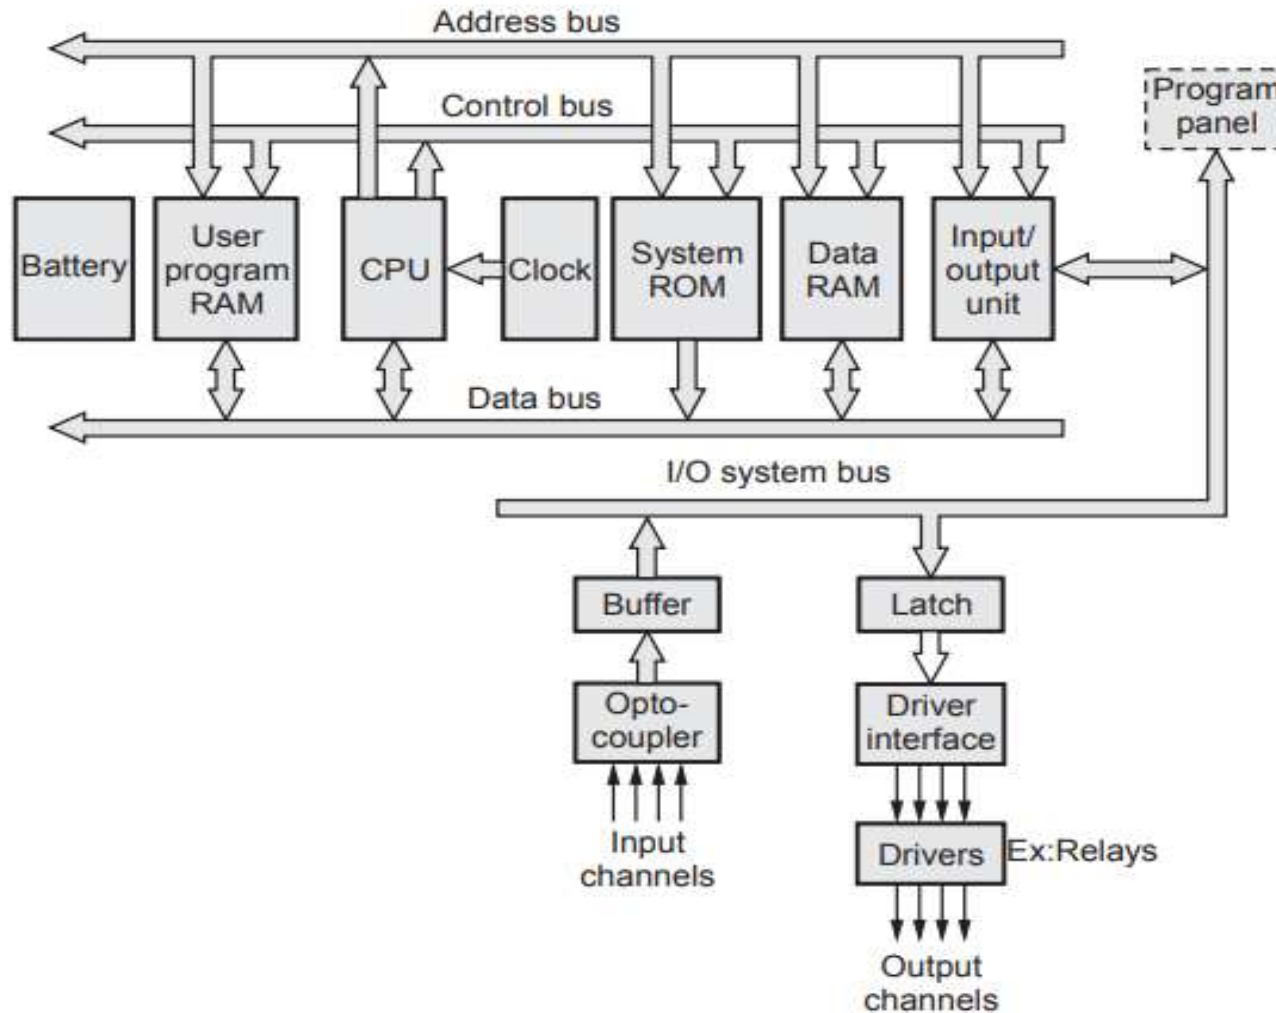 Address bus
Control bus
Program
panel
Battery
User
program
RAM
CPU
Clock
System
ROM
Data
RAM
Input/
output
unit
Data bus
I/O system bus
Buffer
Latch
Opto-
coupler
Driver
interface
Input
channels
Drivers
Ex:Relays
Output
channels